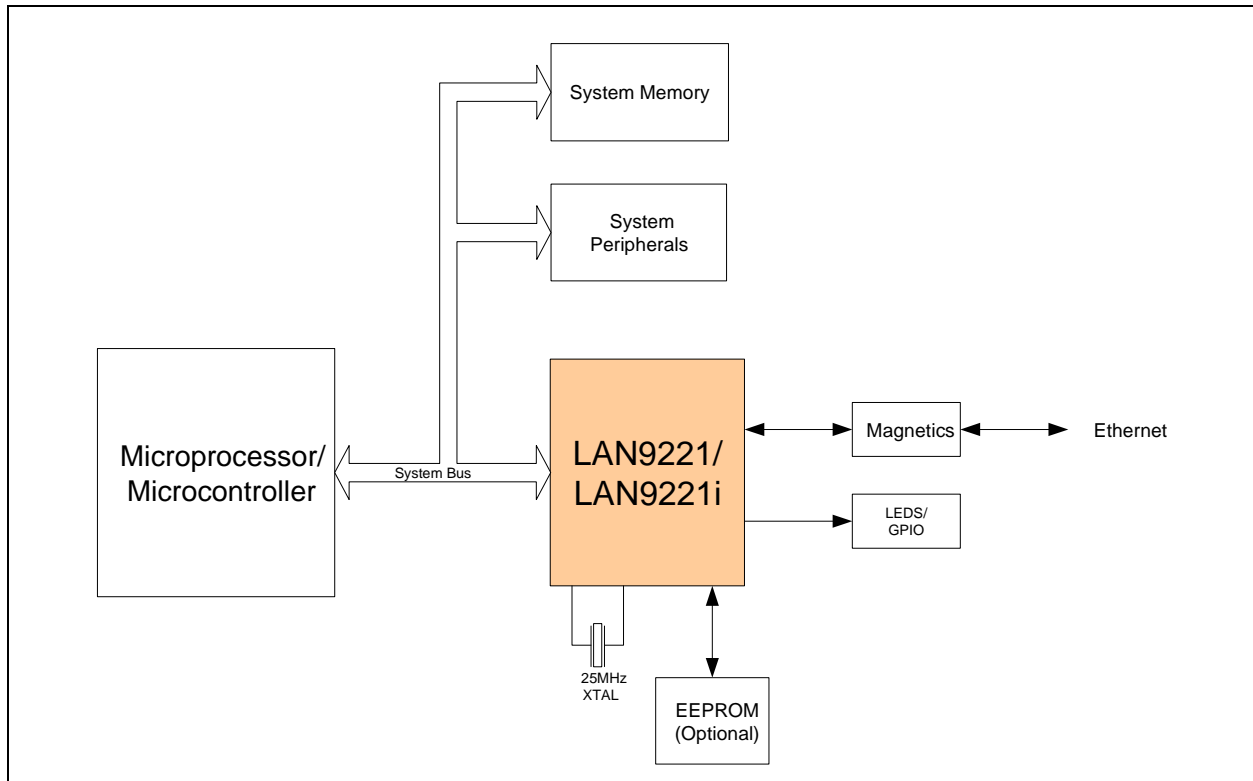 System Memory
System
Peripherals
Microprocessor/
Microcontroller
System Bus
LAN9221/
LAN9221i
Magnetics
Ethernet
LEDS/
GPIO
25MHz
XTAL
EEPROM
(Optional)